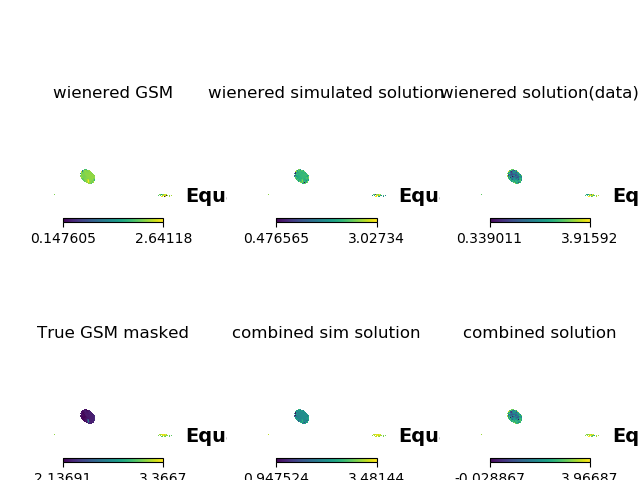 wienered GSM
wienered simulated solution
wienered solution(data)
Equ
Equ
Eq
0.147605 2.64118
0.476565 3.02734
0.339011 3.91592
True GSM masked
combined sim solution
combined solution
Equ
Equ
Eq
2.13691 3.3667
0.947524 3.48144
-0.028867 3.96687